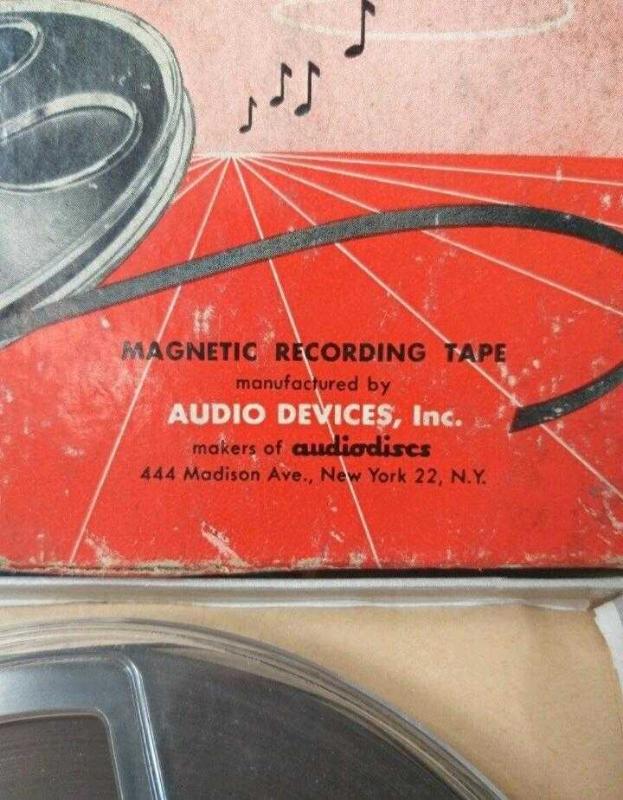 MAGNETIC RECORDING TAPE
manufactured by
AUDIO DEVICES, Inc.
makers of audiodiscs
444 Madison Ave., New York 22, N.Y.